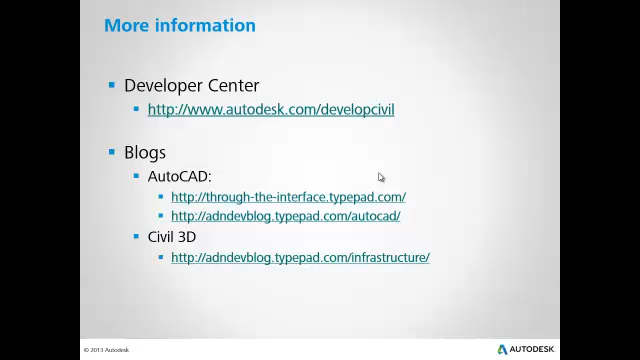 More information
Developer Center
http://www.autodesk.com/developcivil
Blogs
AutoCAD:
http://through-the-interface.typepad.com/
http://adndevblog.typepad.com/autocad/
Civil 3D
http://adndevblog.typepad.com/infrastructure/
© 2013 Autodesk
AUTODESK